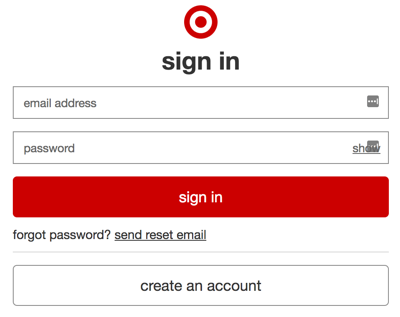 sign in
email address
password show
sign in
forgot password? send reset email
create an account